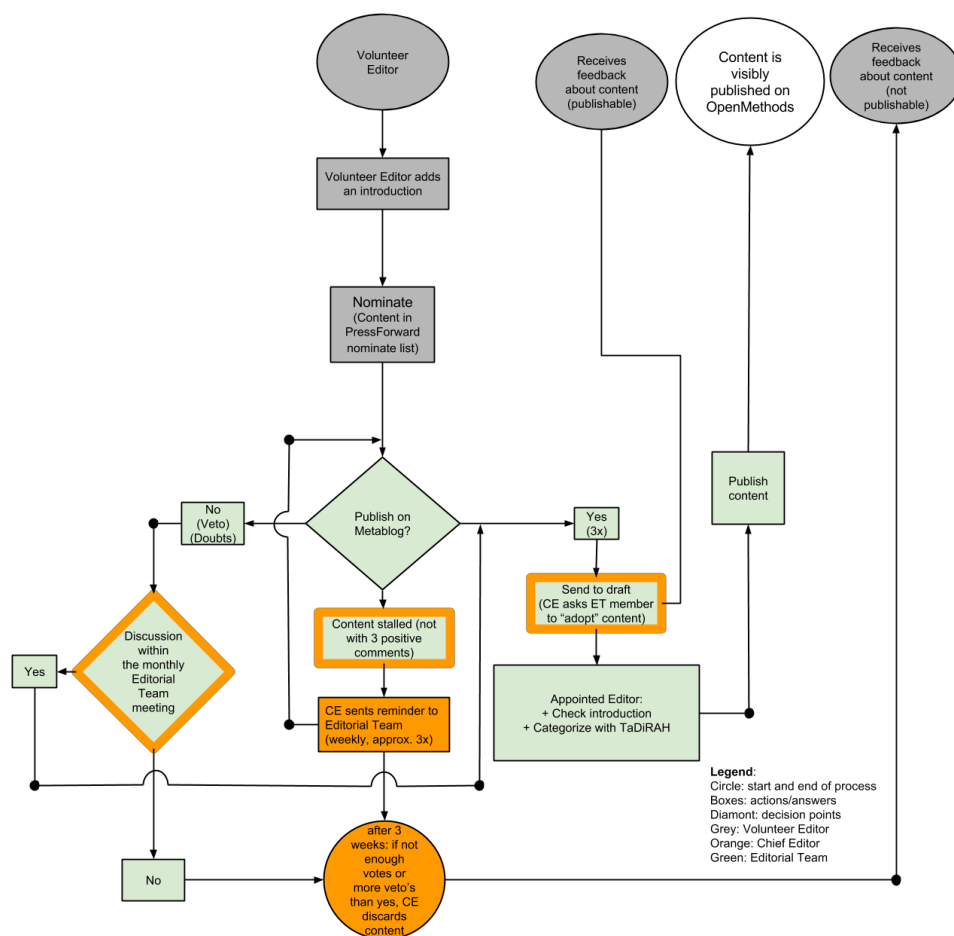 Volunteer
Editor
Receives
feedback
about content
(publishable)
Content is
visibly
published on
OpenMethods
Receives
feedback
about content
(not
publishable)
Volunteer Editor adds
an introduction
Nominate
(Content in
PressForward
nominate list)
Publish on
Metablog?
No
(Veto)
(Doubts)
Yes
(3x)
Publish
content
Send to draft
(CE asks ET member
to “adopt” content)
Content stalled (not
with 3 positive
comments)
Discussion
within
the monthly
Editorial
Team
meeting
Yes
CE sents reminder to
Editorial Team
(weekly, approx. 3x)
Appointed Editor:
+ Check introduction
+ Categorize with TaDiRAH
Legend:
Circle: start and end of process
Boxes: actions/answers
Diamont: decision points
Grey: Volunteer Editor
Orange: Chief Editor
Green: Editorial Team
No
after 3
weeks: if not
enough
votes or
more veto’s
than yes, CE
discards
content